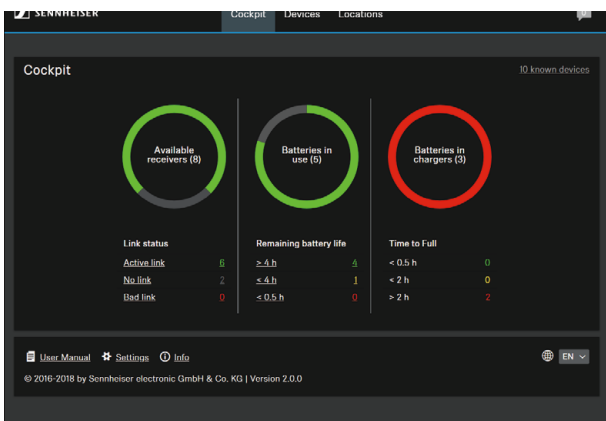 SENNHEISER Cockpit Devices Locations
Cockpit 10 known devices
Available
receivers (8)
Batteries in
use (5)
Batteries in
chargers (3)
Link status
Active link 6
No link 2
Bad link 0
Remaining battery life
> 4 h 4
< 4 h 1
< 0.5 h 0
Time to Full
< 0.5 h 0
< 2 h 0
> 2 h 2
User Manual Settings Info
EN
© 2016-2018 by Sennheiser electronic GmbH & Co. KG | Version 2.0.0